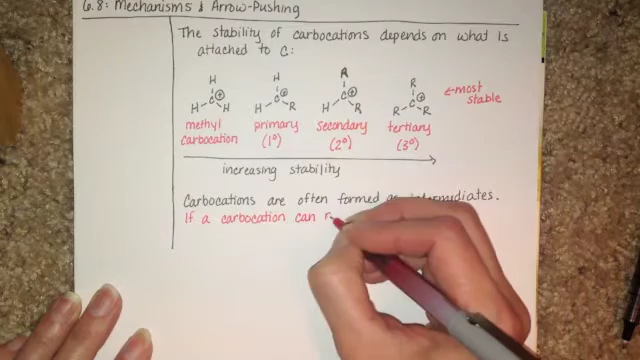 6.8: Mechanisms & Arrow-Pushing
The stability of carbocations depends on what is
attached to C:
H H R R
C⊕ C⊕ C⊕ C⊕
H H H R H R R R
←most
stable
methyl primary secondary tertiary
carbocation (1°) (2°) (3°)
increasing stability
Carbocations are often formed as intermediates.
If a carbocation can r